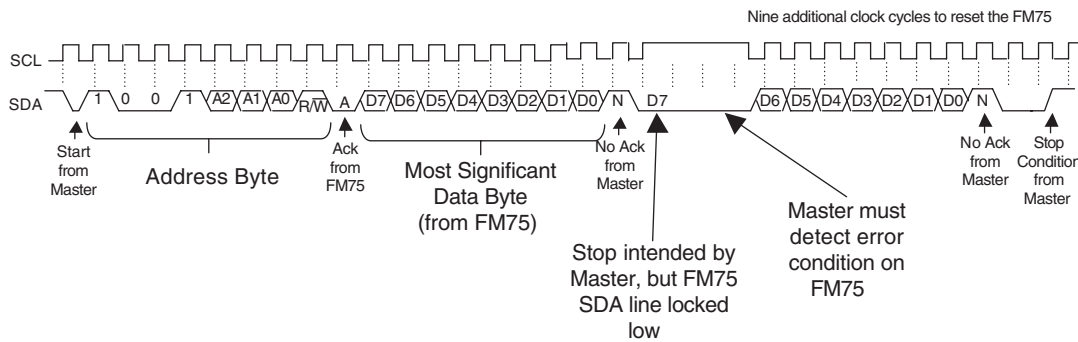 Nine additional clock cycles to reset the FM75
SCL
SDA
1 0 0 1 A2 A1 A0 R/W A D7 D6 D5 D4 D3 D2 D1 D0 N D7 D6 D5 D4 D3 D2 D1 D0 N
Start
from
Master
Address Byte
Ack
from
FM75
Most Significant
Data Byte
(from FM75)
No Ack
from
Master
Stop intended by
Master, but FM75
SDA line locked
low
Master must
detect error
condition on
FM75
No Ack
from
Master
Stop
Condition
from
Master